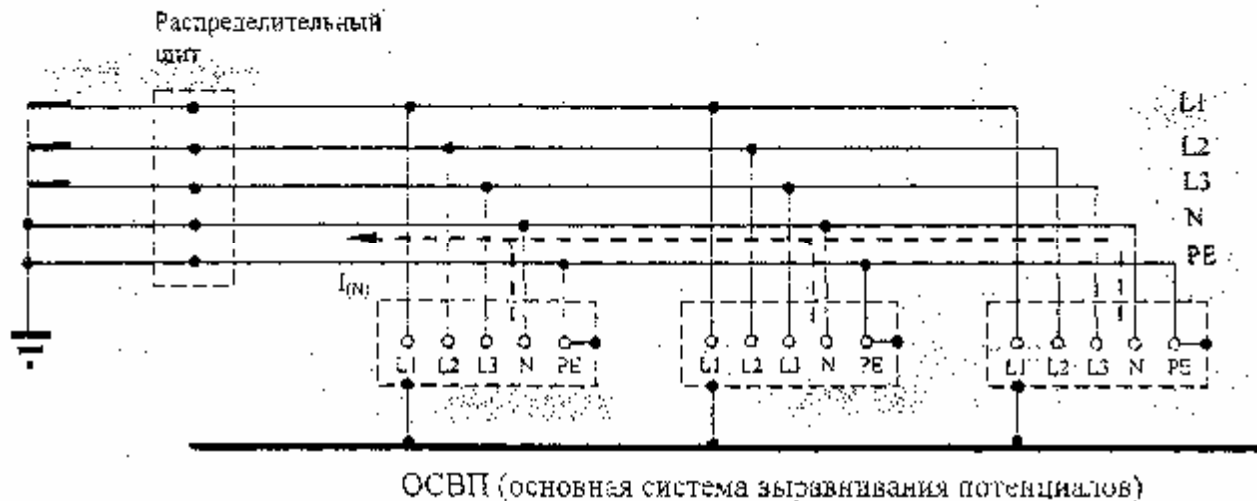 Распределительный
щит
L1
L2
L3
N
PE
I(N)
L1 L2 L3 N PE
L1 L2 L3 N PE
L1 L2 L3 N PE
ОСВП (основная система выравнивания потенциалов)